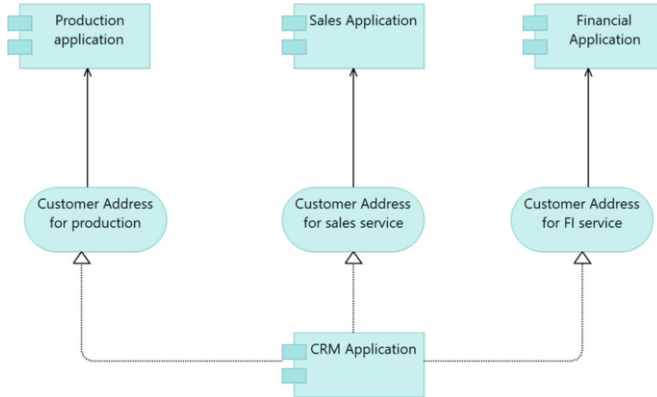 Production
application
Sales Application
Financial
Application
Customer Address
for production
Customer Address
for sales service
Customer Address
for FI service
CRM Application